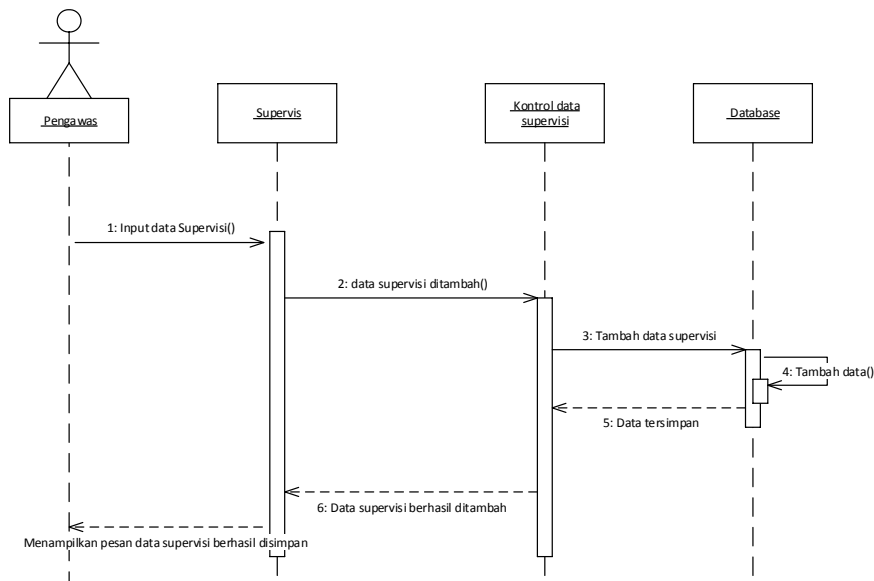 Pengawas
Supervis
Kontrol data
supervisi
Database
1: Input data Supervisi()
2: data supervisi ditambah()
3: Tambah data supervisi
4: Tambah data()
5: Data tersimpan
6: Data supervisi berhasil ditambah
Menampilkan pesan data supervisi berhasil disimpan